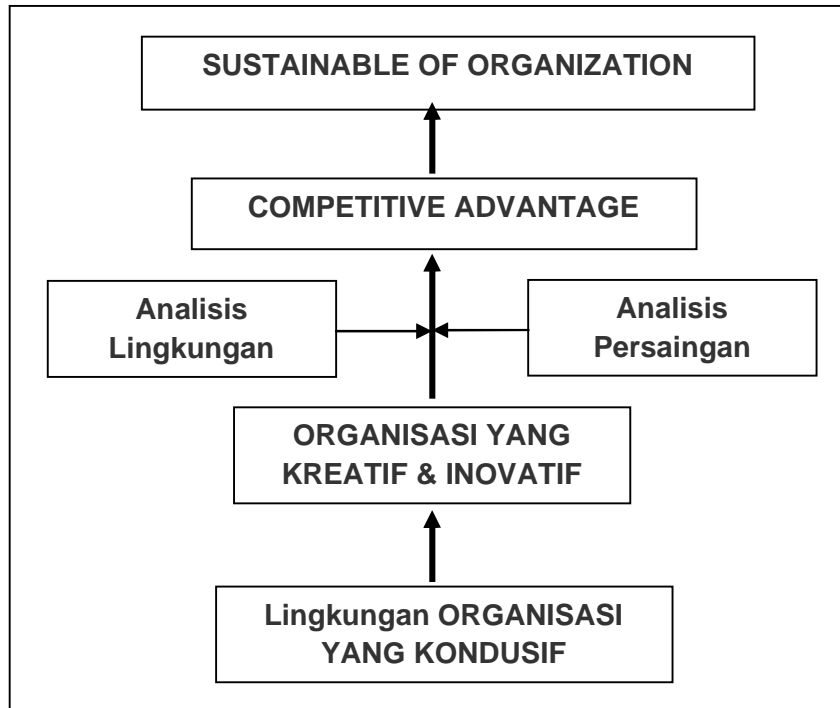 SUSTAINABLE OF ORGANIZATION
COMPETITIVE ADVANTAGE
Analisis
Lingkungan
Analisis
Persaingan
ORGANISASI YANG
KREATIF & INOVATIF
Lingkungan ORGANISASI
YANG KONDUSIF